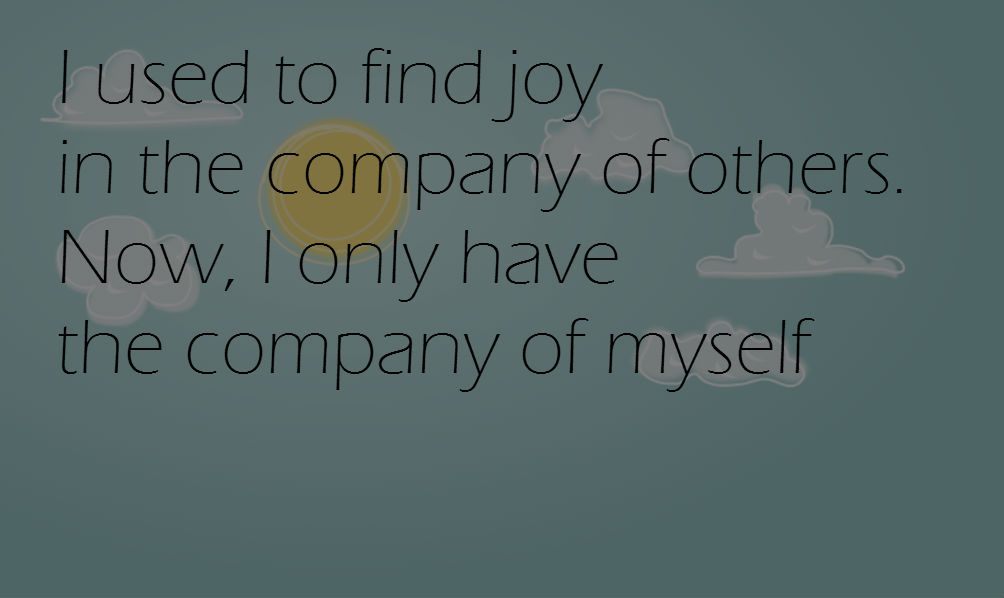 I used to find joy
in the company of others.
Now, I only have
the company of myself